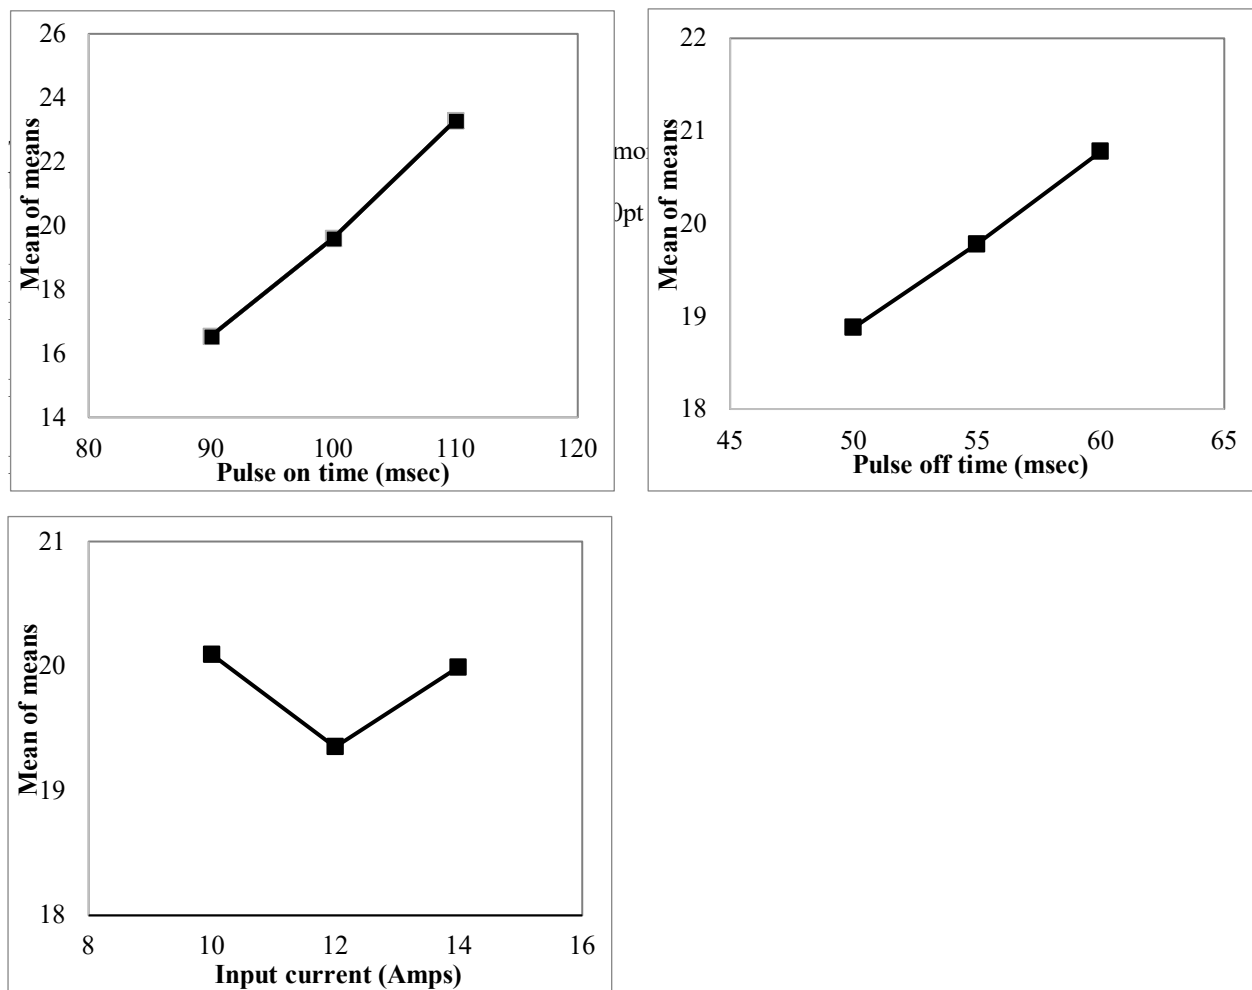 26
24
22
20
18
16
14
80 90 100 110 120
Mean of means
Pulse on time (msec)
0pt
22
21
20
19
18
45 50 55 60 65
Mean of means
Pulse off time (msec)
21
20
19
18
8 10 12 14 16
Mean of means
Input current (Amps)